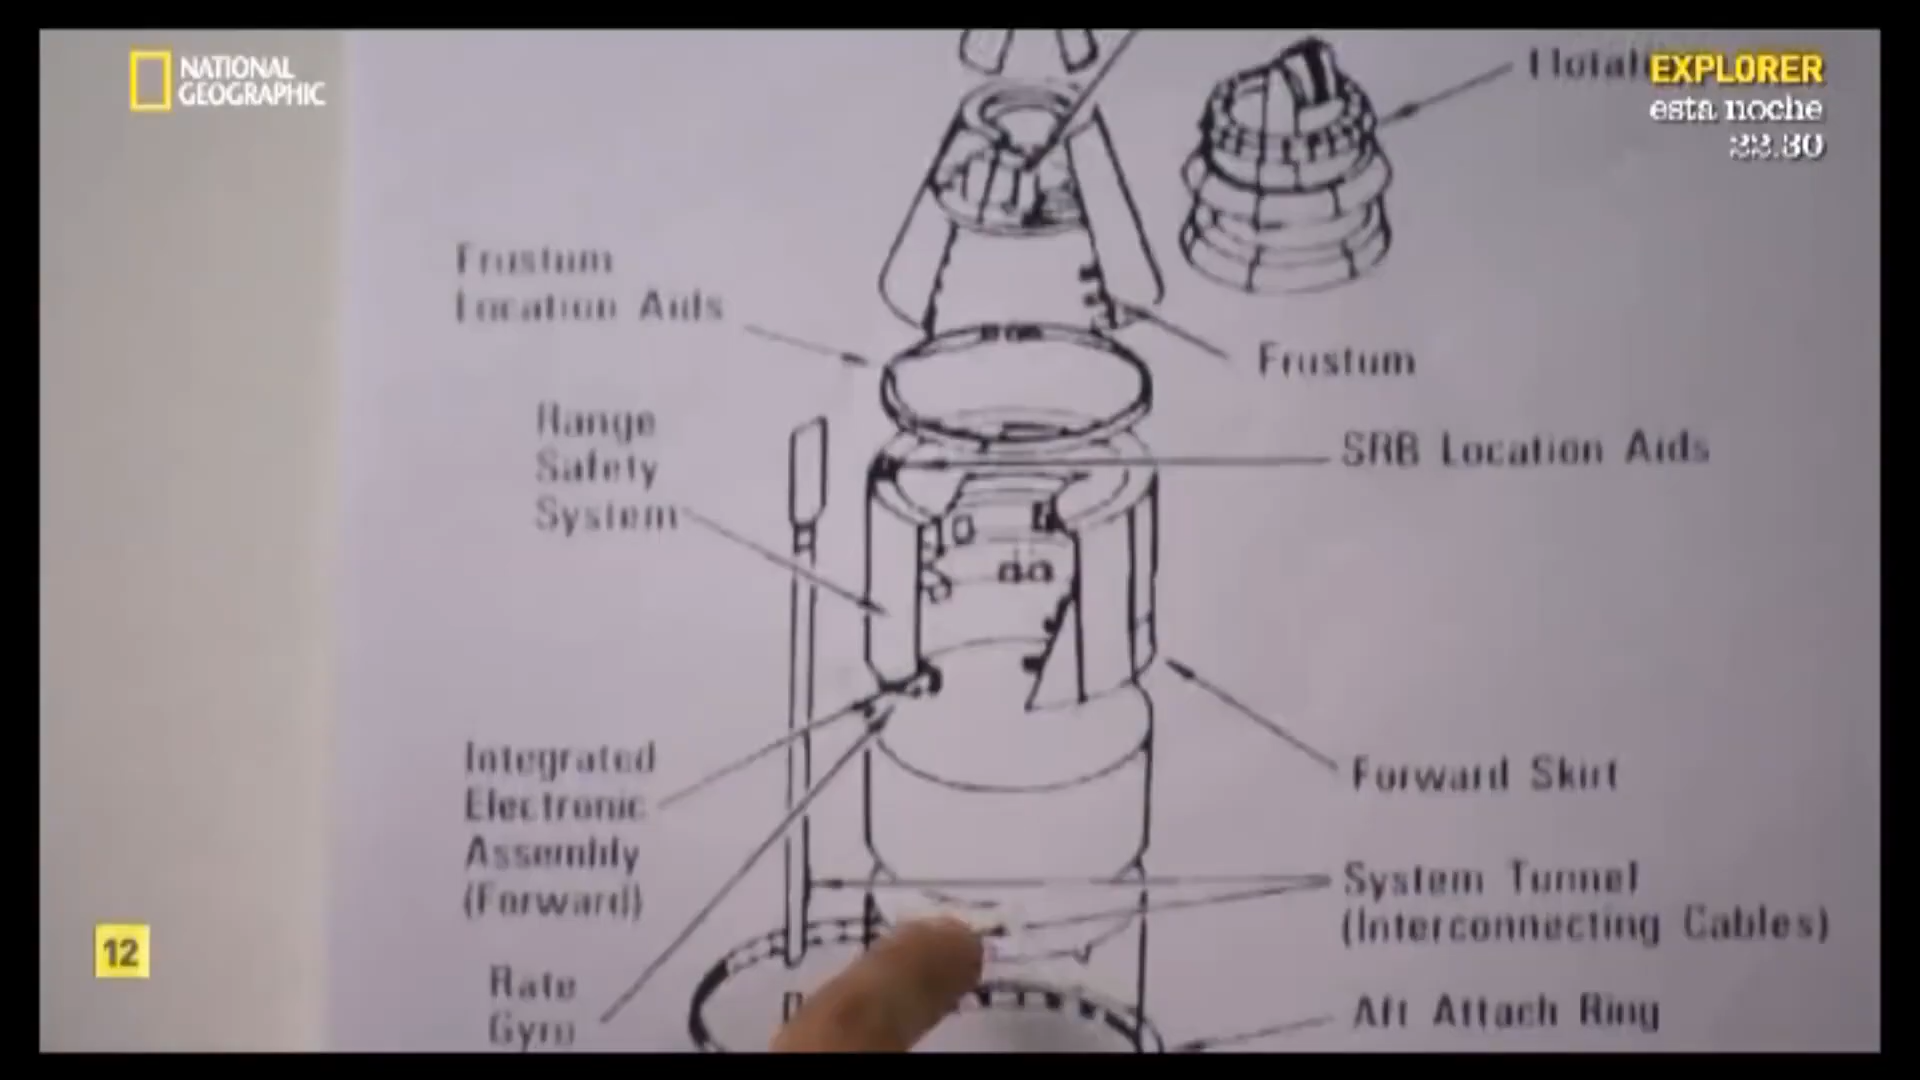 NATIONAL
GEOGRAPHIC
EXPLORER
esta noche
22.30
Frustum
Location Aids
Frustum
Range
Safety
System
SRB Location Aids
Integrated
Electronic
Assembly
(Forward)
Forward Skirt
System Tunnel
(Interconnecting Cables)
Rate
Gyro
Aft Attach Ring
12